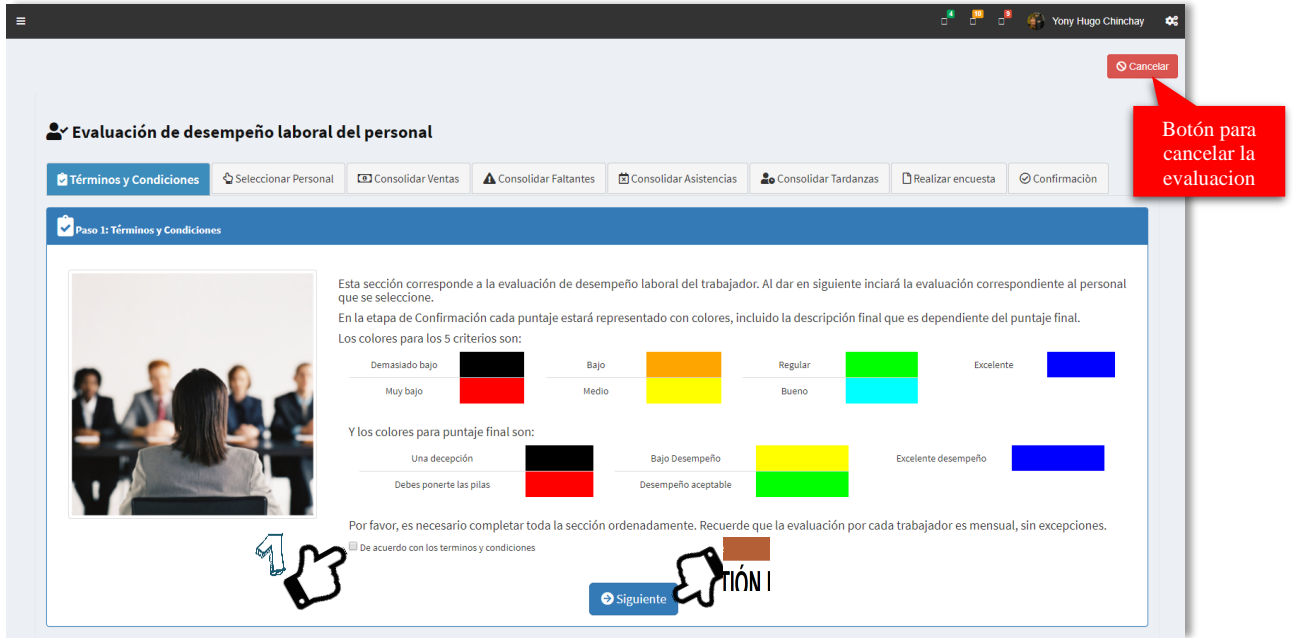 4 10 9 Yony Hugo Chinchay
Cancelar
Botón para
cancelar la
evaluacion
Evaluación de desempeño laboral del personal
Términos y Condiciones Seleccionar Personal Consolidar Ventas Consolidar Faltantes Consolidar Asistencias Consolidar Tardanzas Realizar encuesta Confirmaciòn
Paso 1: Términos y Condiciones
Esta sección corresponde a la evaluación de desempeño laboral del trabajador. Al dar en siguiente inciará la evaluación correspondiente al personal
que se seleccione.
En la etapa de Confirmación cada puntaje estará representado con colores, incluido la descripción final que es dependiente del puntaje final.
Los colores para los 5 criterios son:
Demasiado bajo Bajo Regular Excelente
Muy bajo Medio Bueno
Y los colores para puntaje final son:
Una decepción Bajo Desempeño Excelente desempeño
Debes ponerte las pilas Desempeño aceptable
Por favor, es necesario completar toda la sección ordenadamente. Recuerde que la evaluación por cada trabajador es mensual, sin excepciones.
1 De acuerdo con los terminos y condiciones
TIÓN
Siguiente